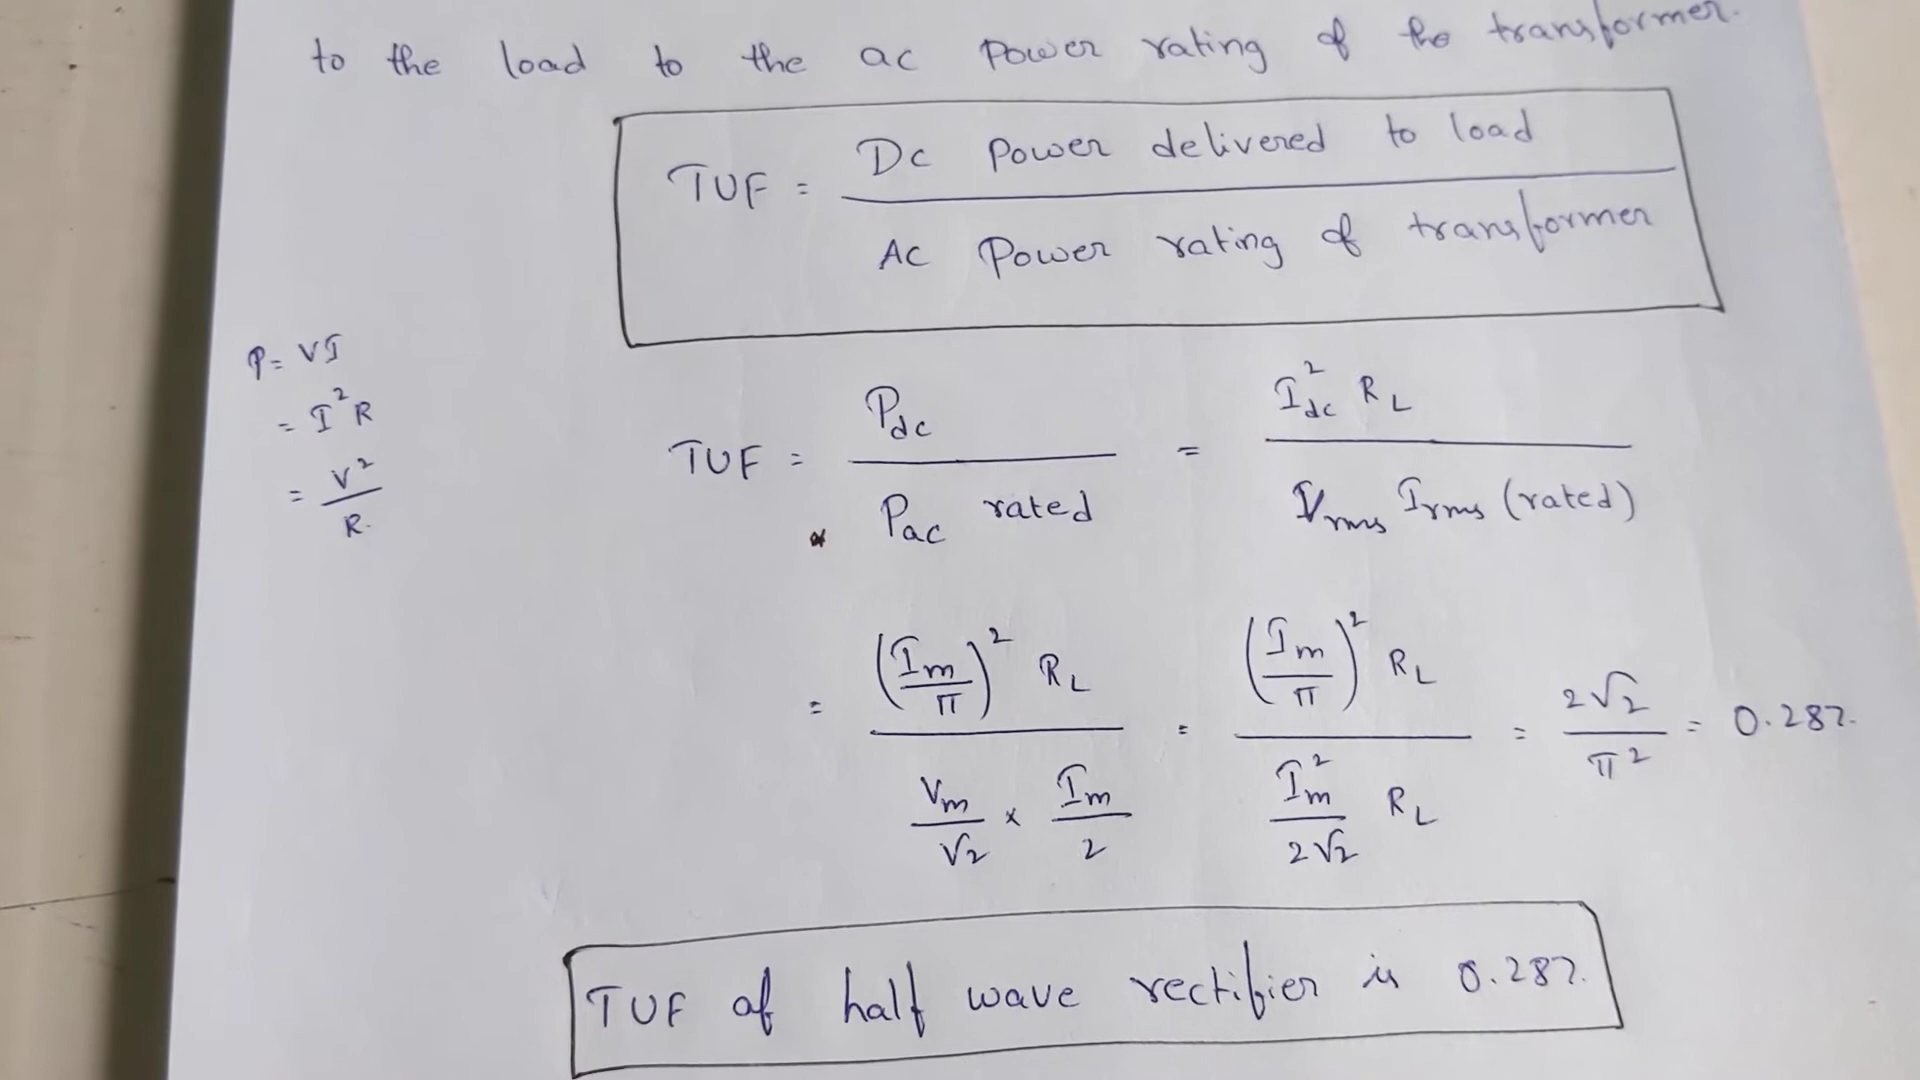 to the load to the ac power rating of the transformer.
TUF = Dc power delivered to load / AC Power rating of transformer
P = VI
= I² R
= V² / R.
TUF = Pdc / Pac rated = Idc² RL / Vrms Irms (rated)
= (Im/π)² RL / (Vm/√2 × Im/2) = (Im/π)² RL / (Im²/2√2 RL) = 2√2 / π² = 0.287.
TUF of half wave rectifier is 0.287.